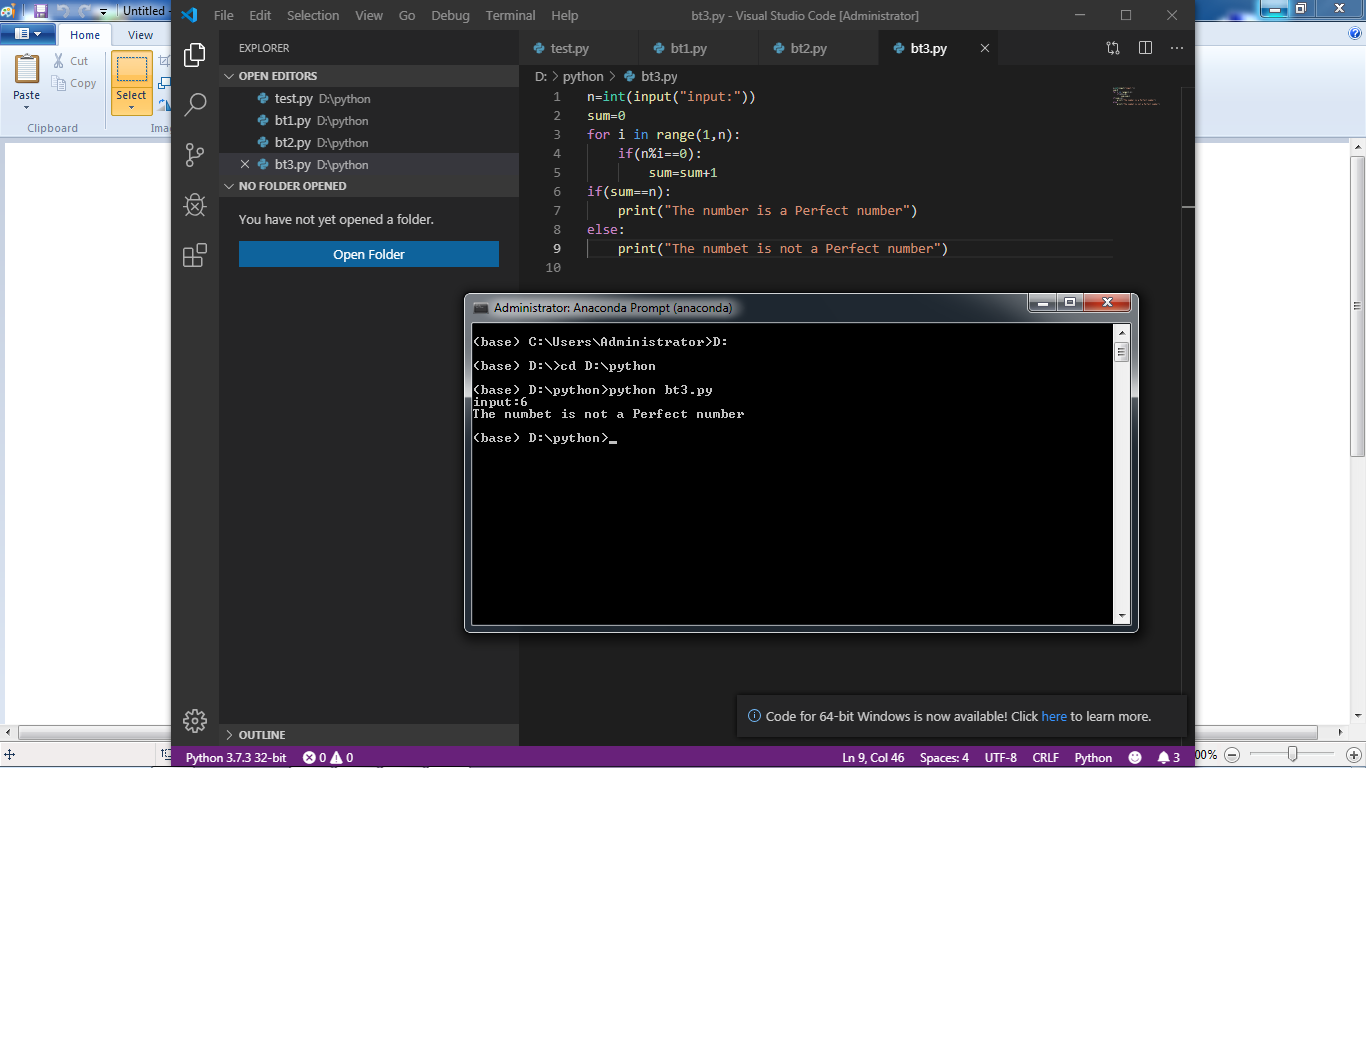 Untitled -
Home
View
Paste
Cut
Copy
Select
Clipboard
File Edit Selection View Go Debug Terminal Help
bt3.py - Visual Studio Code [Administrator]
EXPLORER
OPEN EDITORS
test.py D:\python
bt1.py D:\python
bt2.py D:\python
bt3.py D:\python
NO FOLDER OPENED
You have not yet opened a folder.
Open Folder
OUTLINE
test.py
bt1.py
bt2.py
bt3.py
D: > python > bt3.py
1 n=int(input("input:"))
2 sum=0
3 for i in range(1,n):
4 if(n%i==0):
5 sum=sum+1
6 if(sum==n):
7 print("The number is a Perfect number")
8 else:
9 print("The numbet is not a Perfect number")
10
Administrator: Anaconda Prompt (anaconda)
(base) C:\Users\Administrator>D:
(base) D:\>cd D:\python
(base) D:\python>python bt3.py
input:6
The numbet is not a Perfect number
(base) D:\python>_
Code for 64-bit Windows is now available! Click here to learn more.
Python 3.7.3 32-bit
0
0
Ln 9, Col 46
Spaces: 4
UTF-8
CRLF
Python
3
00%